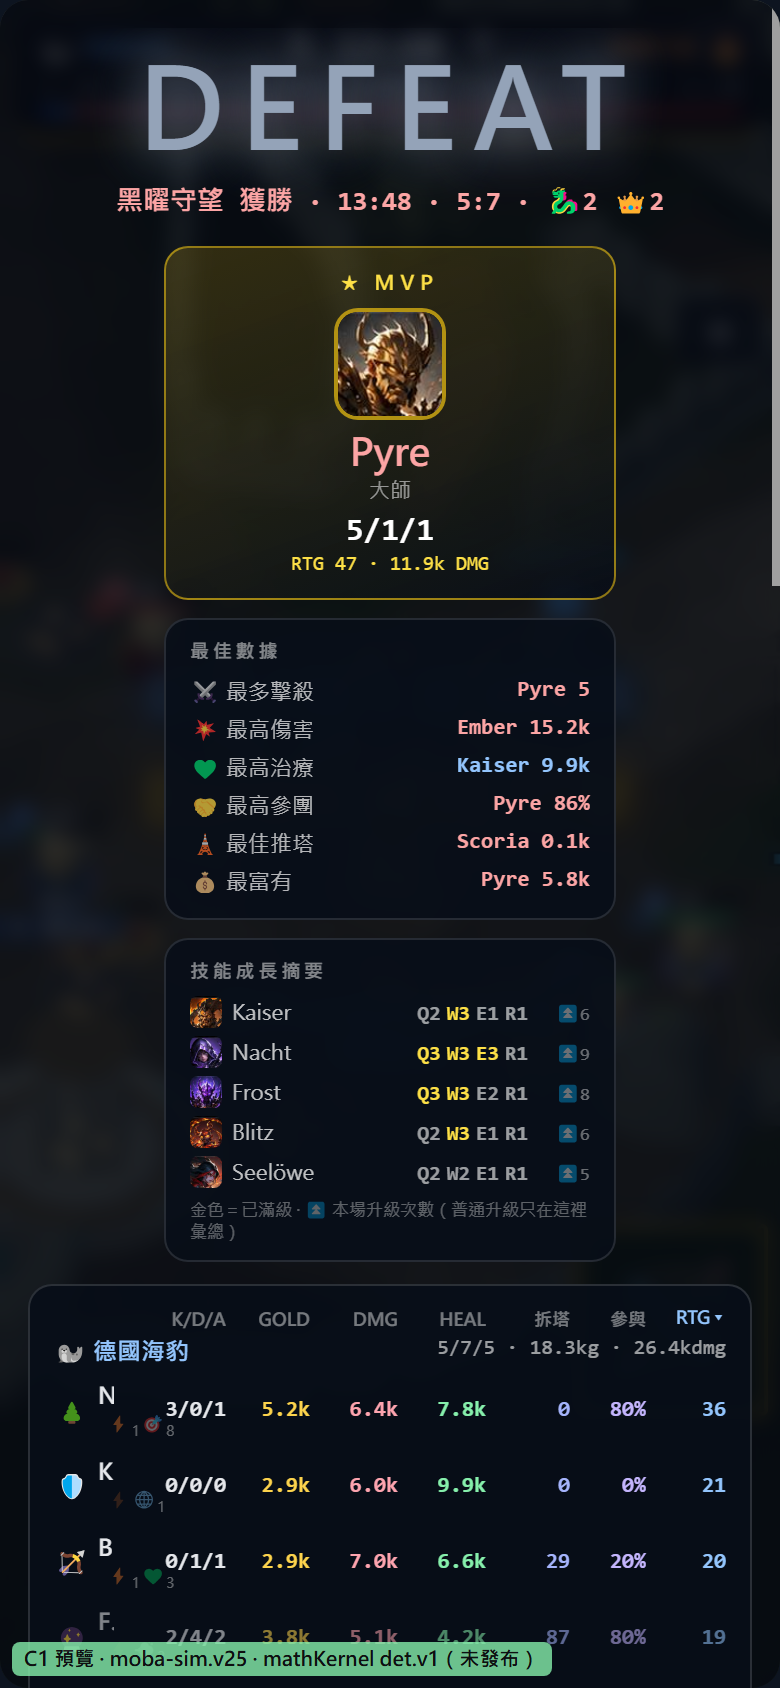 DEFEAT
黑曜守望 獲勝 · 13:48 · 5:7 · 🐉2 👑2
★ MVP
Pyre
大師
5/1/1
RTG 47 · 11.9k DMG
最佳數據
最多擊殺 Pyre 5
最高傷害 Ember 15.2k
最高治療 Kaiser 9.9k
最高參團 Pyre 86%
最佳推塔 Scoria 0.1k
最富有 Pyre 5.8k
技能成長摘要
Kaiser Q2 W3 E1 R1 ⏫6
Nacht Q3 W3 E3 R1 ⏫9
Frost Q3 W3 E2 R1 ⏫8
Blitz Q2 W3 E1 R1 ⏫6
Seelöwe Q2 W2 E1 R1 ⏫5
金色 = 已滿級 · ⏫ 本場升級次數（普通升級只在這裡
彙總）
K/D/A GOLD DMG HEAL 拆塔 參與 RTG▾
德國海豹 5/7/5 · 18.3kg · 26.4kdmg
N 3/0/1 5.2k 6.4k 7.8k 0 80% 36
1 8
K 0/0/0 2.9k 6.0k 9.9k 0 0% 21
1
B 0/1/1 2.9k 7.0k 6.6k 29 20% 20
1 3
F. 2/4/2 3.8k 5.1k 4.2k 87 80% 19
C1 預覽 · moba-sim.v25 · mathKernel det.v1（未發布）